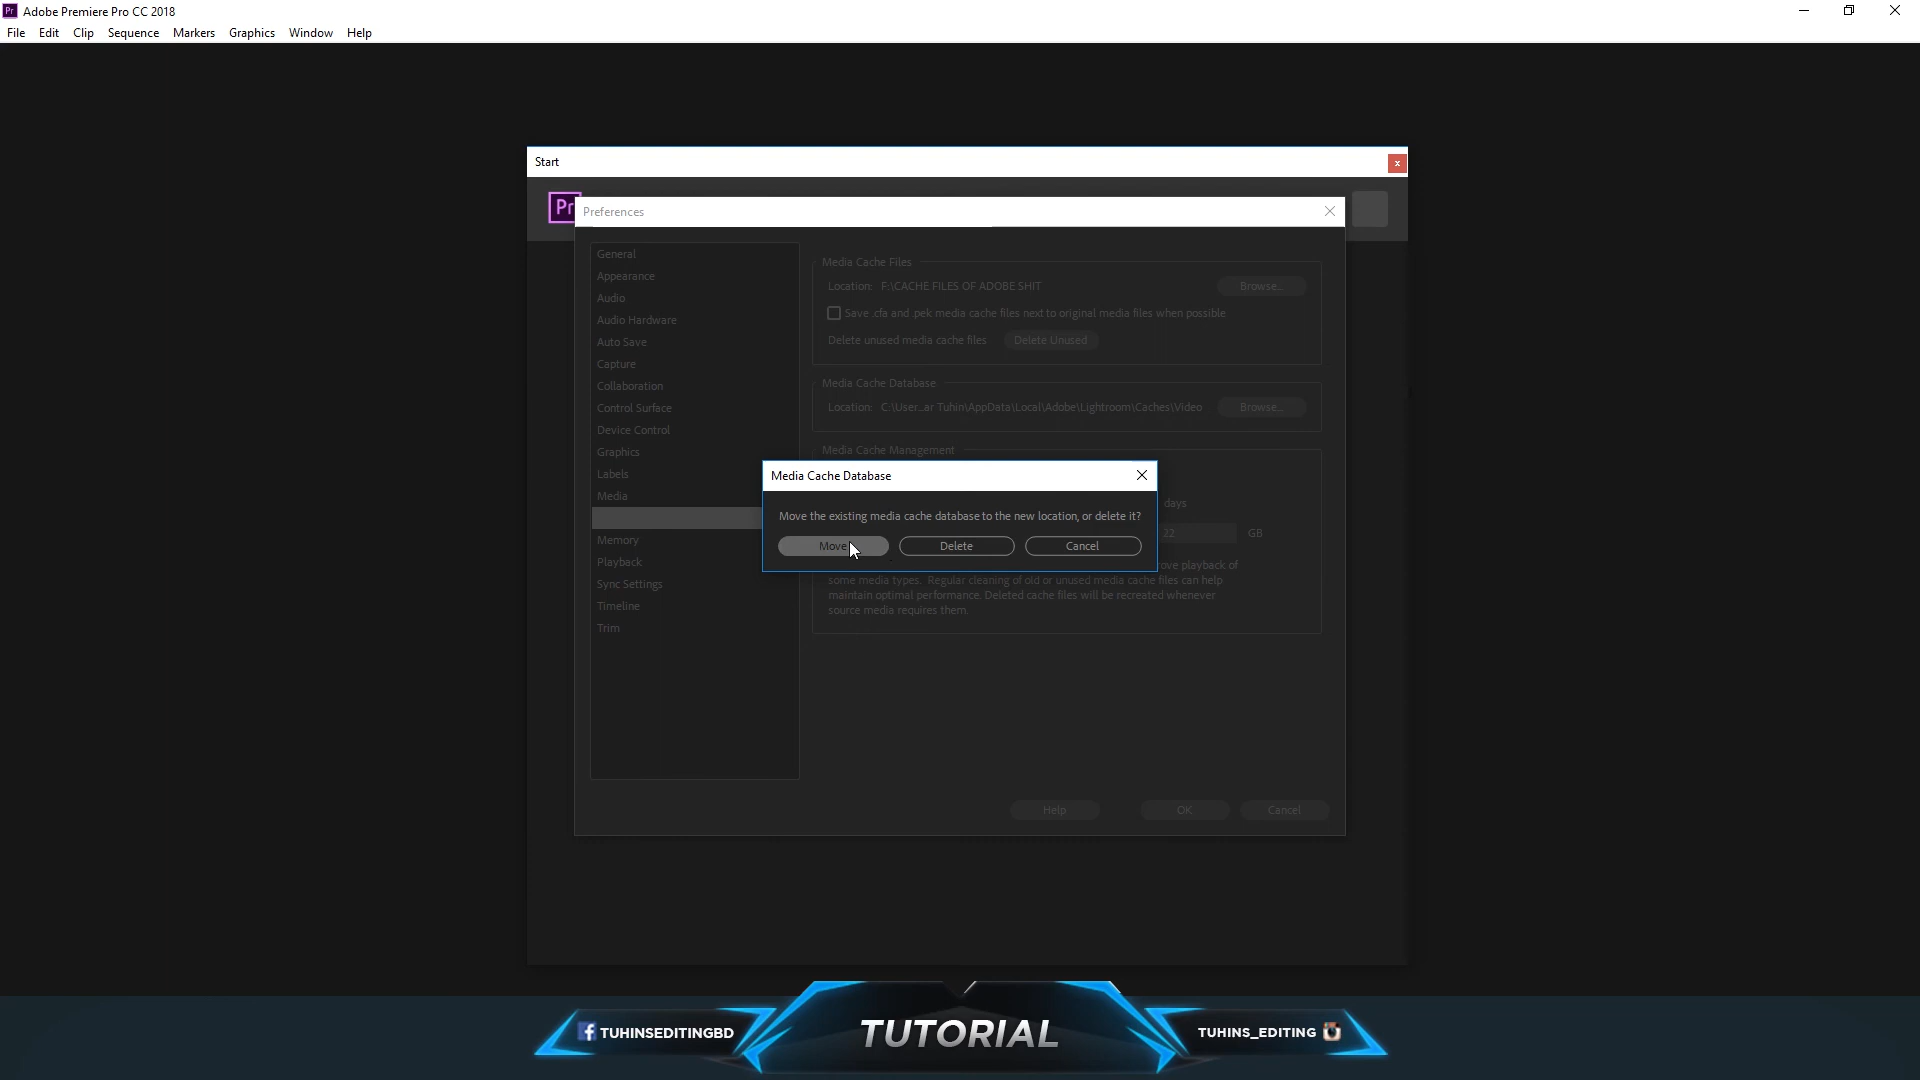 Pr Adobe Premiere Pro CC 2018
File Edit Clip Sequence Markers Graphics Window Help
Start
Pr
Preferences
General
Appearance
Audio
Audio Hardware
Auto Save
Capture
Collaboration
Control Surface
Device Control
Graphics
Labels
Media
Memory
Playback
Sync Settings
Timeline
Trim
Media Cache Files
Location: F:\CACHE FILES OF ADOBE SHIT Browse...
Save .cfa and .pek media cache files next to original media files when possible
Delete unused media cache files Delete Unused
Media Cache Database
Location: C:\User...ar Tuhin\AppData\Local\Adobe\Lightroom\Caches\Video Browse...
Media Cache Management
days
22 GB
rove playback of
some media types. Regular cleaning of old or unused media cache files can help
maintain optimal performance. Deleted cache files will be recreated whenever
source media requires them.
Media Cache Database
Move the existing media cache database to the new location, or delete it?
Move Delete Cancel
Help OK Cancel
TUHINSEDITINGBD
TUTORIAL
TUHINS_EDITING